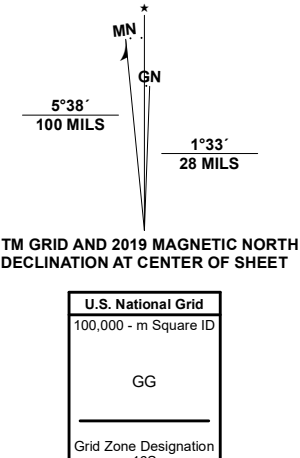 MN
GN
5°38´
100 MILS
1°33´
28 MILS
TM GRID AND 2019 MAGNETIC NORTH
DECLINATION AT CENTER OF SHEET
U.S. National Grid
100,000 - m Square ID
GG
Grid Zone Designation